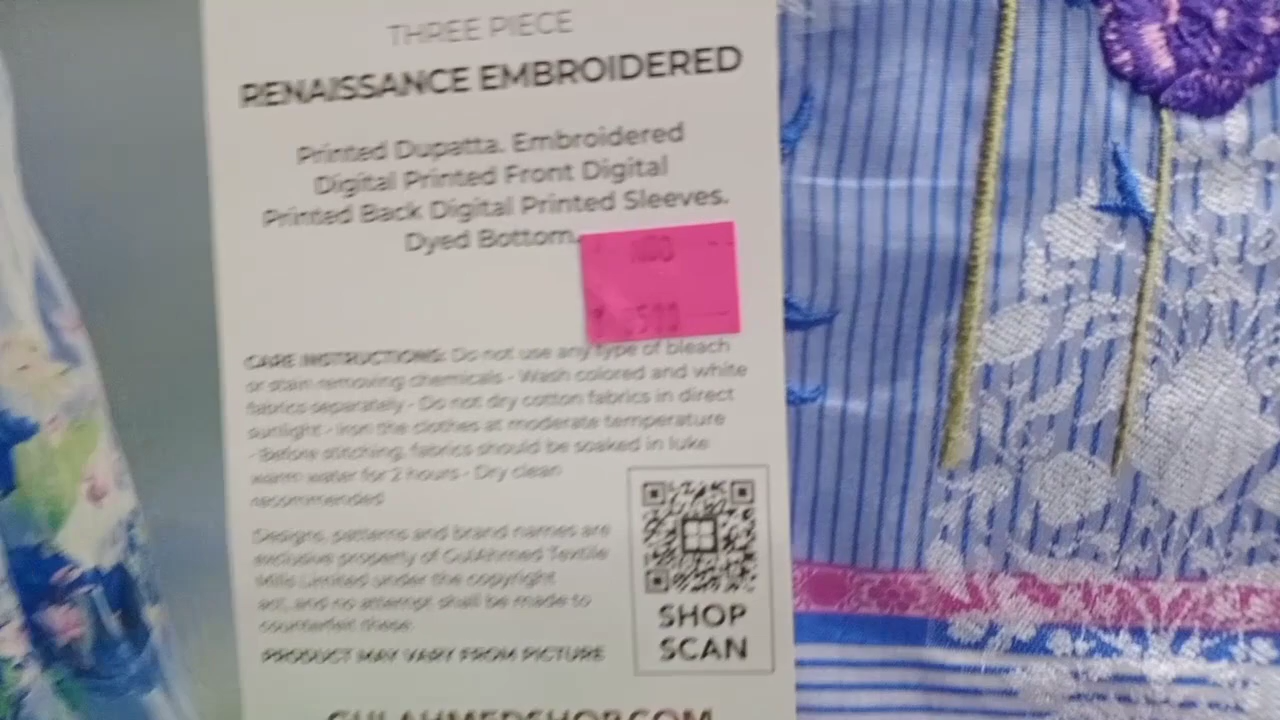 THREE PIECE
RENAISSANCE EMBROIDERED
Printed Dupatta. Embroidered
Digital Printed Front Digital
Printed Back Digital Printed Sleeves.
Dyed Bottom.
CARE INSTRUCTIONS: Do not use any type of bleach
or stain removing chemicals - Wash colored and white
fabrics separately - Do not dry cotton fabrics in direct
sunlight - Iron the clothes at moderate temperature
- Before stitching, fabrics should be soaked in luke
warm water for 2 hours - Dry clean
recommended
Designs, patterns and brand names are
exclusive property of GulAhmed Textile
Mills Limited under the copyright
act, and no attempt shall be made to
counterfeit these.
PRODUCT MAY VARY FROM PICTURE
SHOP
SCAN
GULAHMEDSHOP.COM